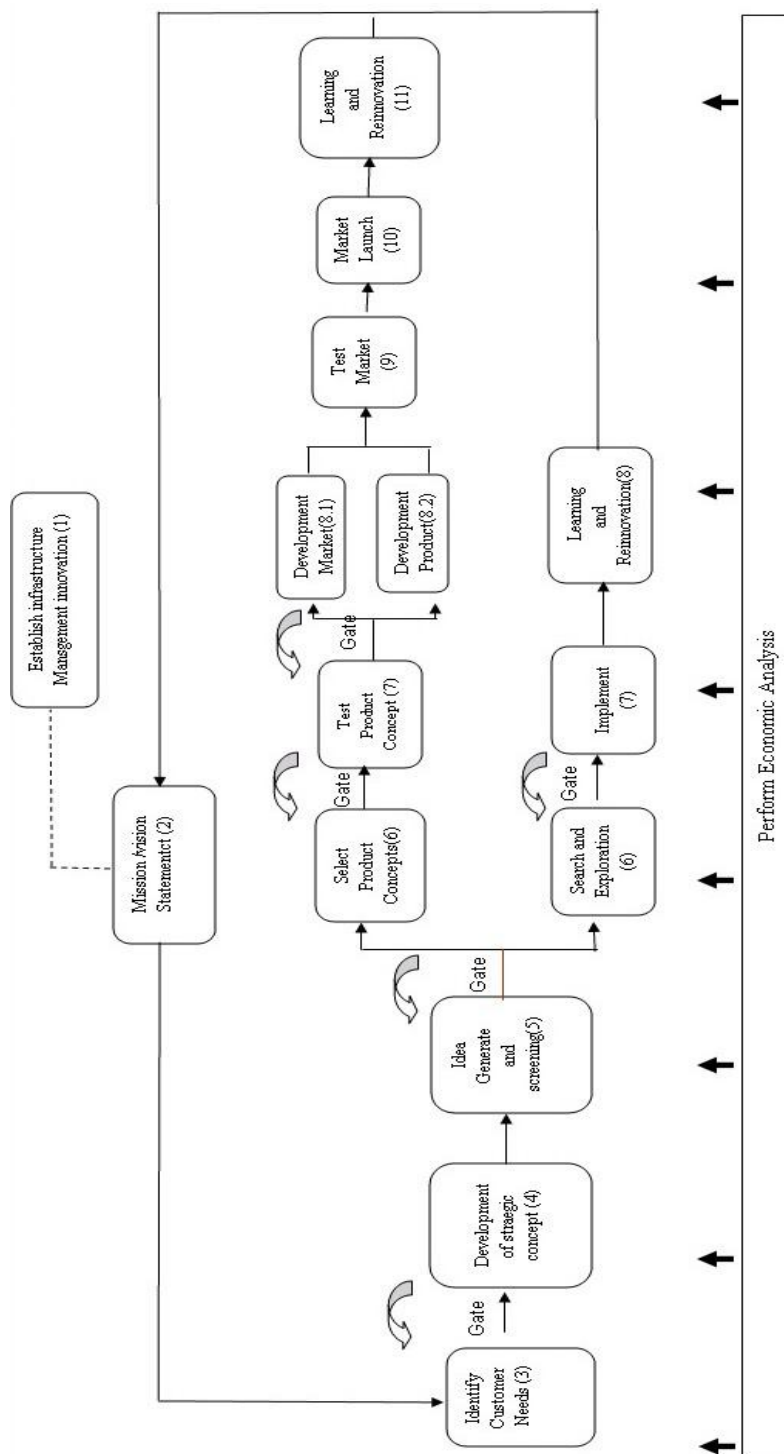 Establish infrastructure
Mansgement innovation (1)
Mission /vision
Statementct (2)
Identify
Customer
Needs (3)
Gate
Development
of straegic
concept (4)
Idea
Generate
and
screening(5)
Gate
Select
Product
Concepts(6)
Gate
Test
Product
Concept (7)
Gate
Development
Market(8.1)
Development
Product(8.2)
Test
Market
(9)
Market
Launch
(10)
Learning
and
Reinnovation
(11)
Search and
Exploration
(6)
Gate
Implement
(7)
Learning
and
Reinnovation(8)
Perform Economic Analysis